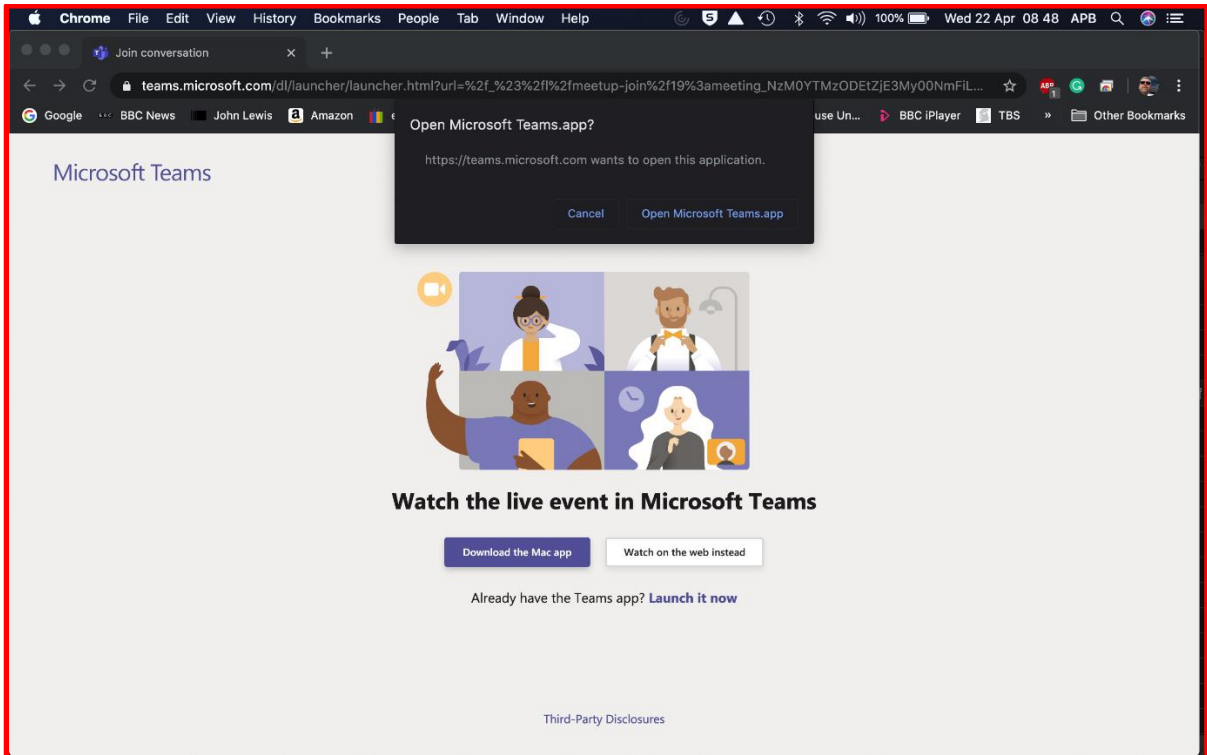 Chrome File Edit View History Bookmarks People Tab Window Help 100% Wed 22 Apr 08 48 APB
Join conversation
teams.microsoft.com/dl/launcher/launcher.html?url=%2f_%23%2fl%2fmeetup-join%2f19%3ameeting_NzM0YTMzODEtZjE3My00NmFiL...
Google BBC News John Lewis Amazon use Un... BBC iPlayer TBS » Other Bookmarks
Open Microsoft Teams.app?
https://teams.microsoft.com wants to open this application.
Cancel Open Microsoft Teams.app
Microsoft Teams
Watch the live event in Microsoft Teams
Download the Mac app Watch on the web instead
Already have the Teams app? Launch it now
Third-Party Disclosures